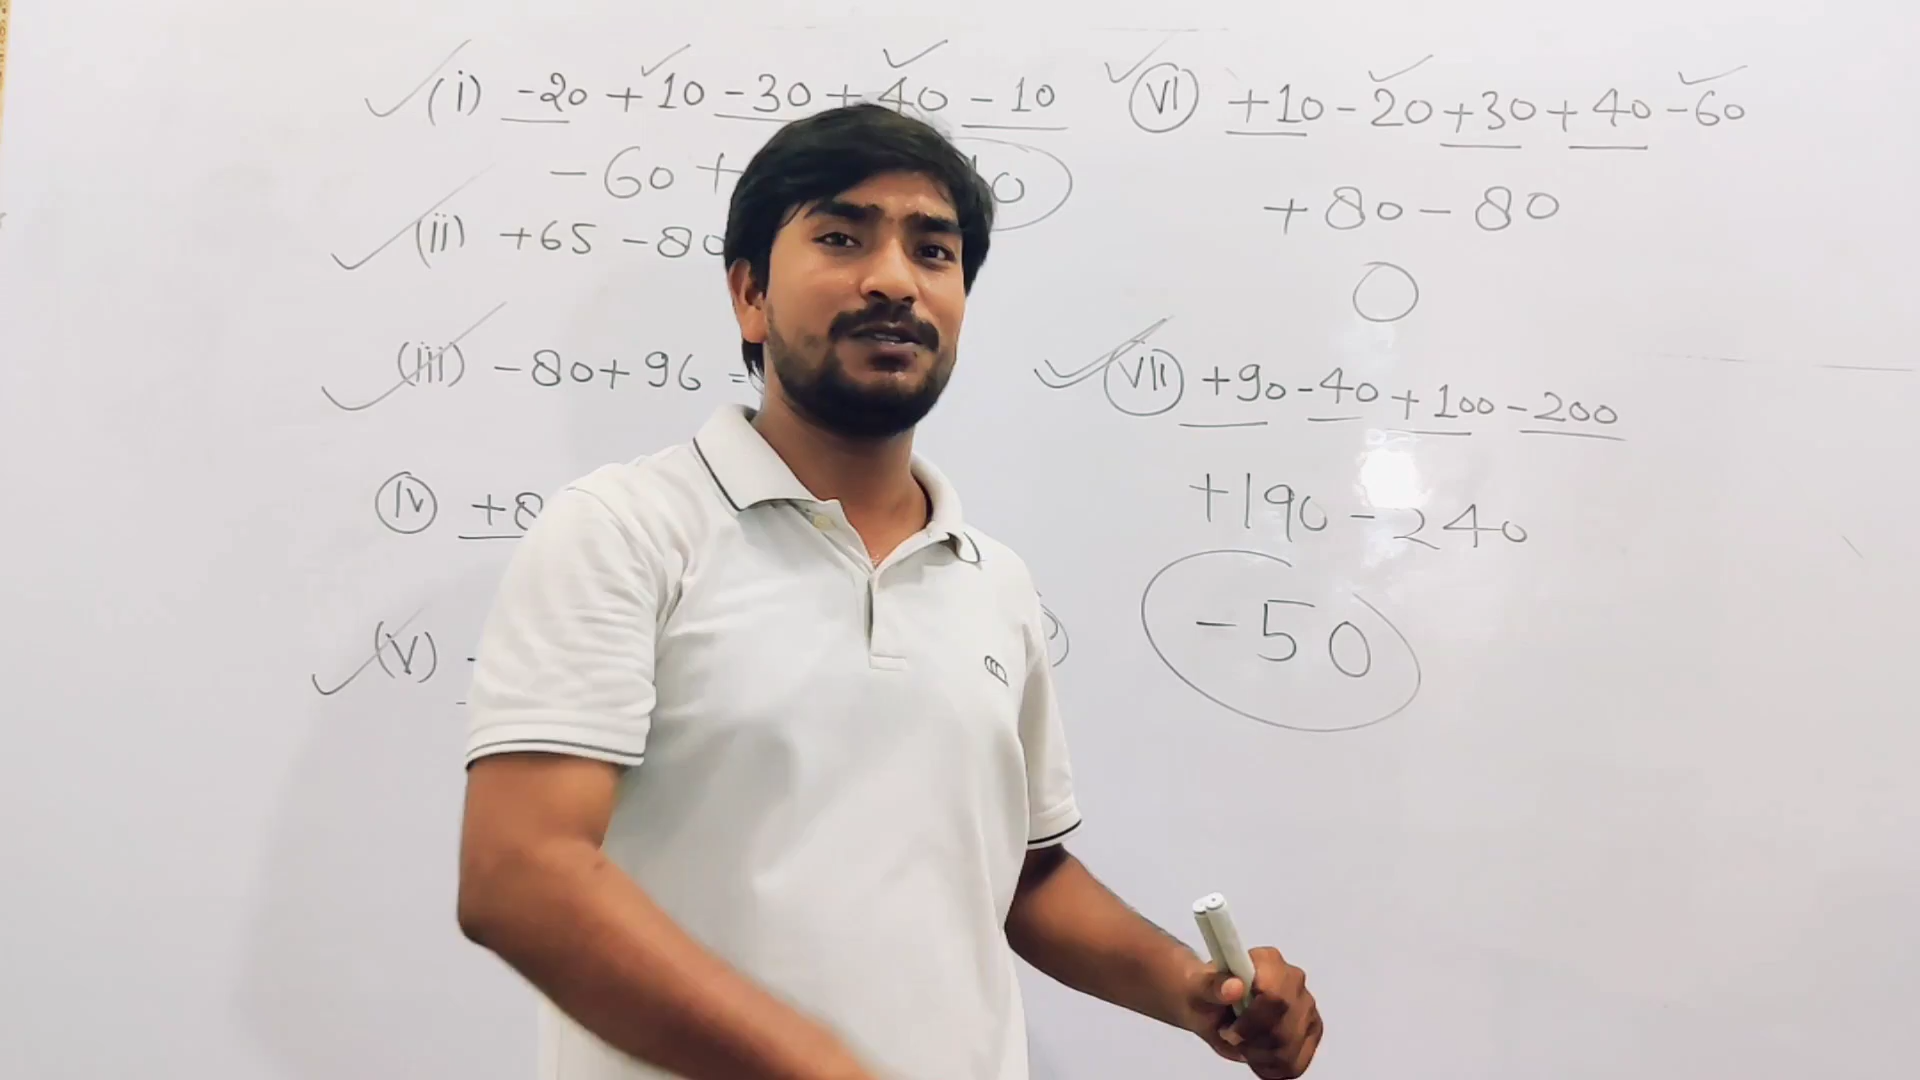 (i) -20 + 10 - 30 + 40 - 10
- 60 +
(ii) +65 - 80
(iii) - 80 + 96 =
(iv) +8
(v) -
(VI) +10 - 20 + 30 + 40 - 60
+ 80 - 80
0
(VII) +90 - 40 + 100 - 200
+190 - 240
-50